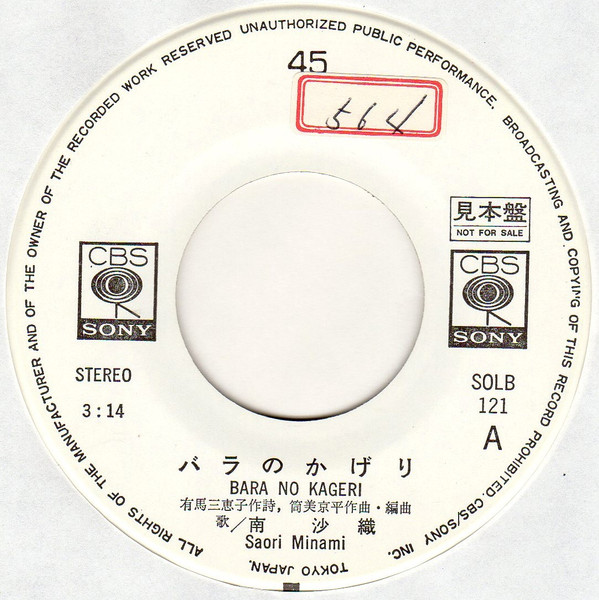 ALL RIGHTS OF THE MANUFACTURER AND OF THE OWNER OF THE RECORDED WORK RESERVED UNAUTHORIZED PUBLIC PERFORMANCE, BROADCASTING AND COPYING OF THIS RECORD PROHIBITED. CBS/SONY INC. TOKYO JAPAN.
45
564
見本盤
NOT FOR SALE
CBS
SONY
CBS
SONY
STEREO
3:14
SOLB
121
A
バラのかげり
BARA NO KAGERI
有馬三恵子作詩, 筒美京平作曲・編曲
歌/南 沙織
Saori Minami